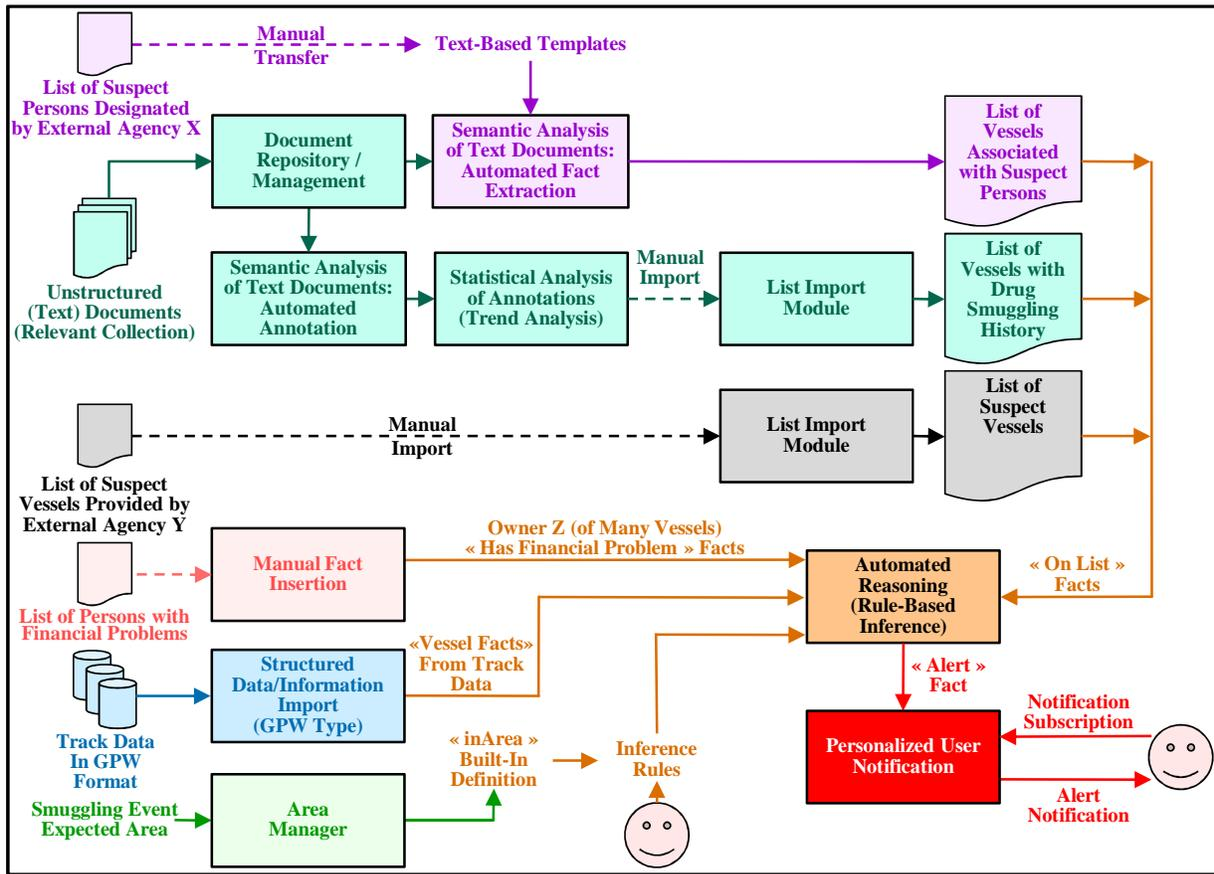 Manual
Transfer
Text-Based Templates
List of Suspect
Persons Designated
by External Agency X
Document
Repository /
Management
Semantic Analysis
of Text Documents:
Automated Fact
Extraction
List of
Vessels
Associated
with Suspect
Persons
Unstructured
(Text) Documents
(Relevant Collection)
Semantic Analysis
of Text Documents:
Automated
Annotation
Statistical Analysis
of Annotations
(Trend Analysis)
Manual
Import
List Import
Module
List of
Vessels with
Drug
Smuggling
History
Manual
Import
List Import
Module
List of
Suspect
Vessels
List of Suspect
Vessels Provided by
External Agency Y
Manual Fact
Insertion
Owner Z (of Many Vessels)
« Has Financial Problem » Facts
Automated
Reasoning
(Rule-Based
Inference)
« On List »
Facts
List of Persons with
Financial Problems
Structured
Data/Information
Import
(GPW Type)
«Vessel Facts»
From Track
Data
« Alert »
Fact
Track Data
In GPW
Format
« inArea »
Built-In
Definition
Inference
Rules
Personalized User
Notification
Notification
Subscription
Alert
Notification
Smuggling Event
Expected Area
Area
Manager